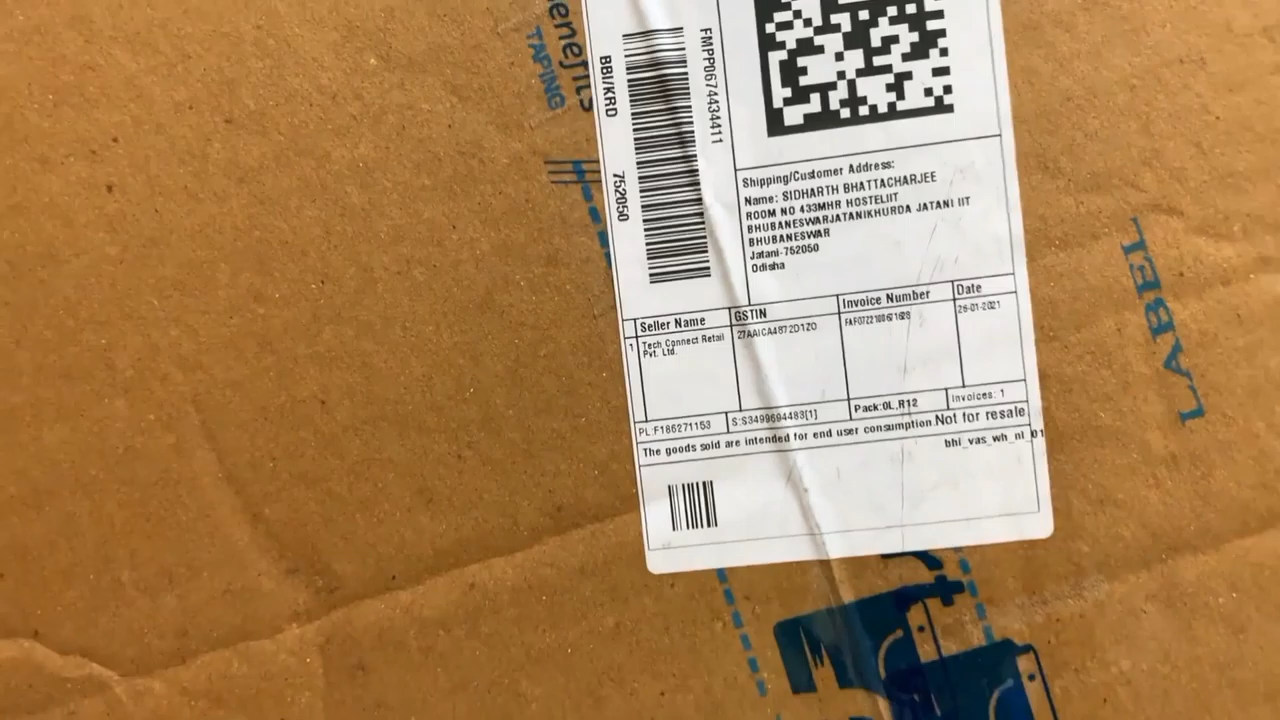 enefits
TAPING
BBI/KRD
752050
FMPP0674434411
Shipping/Customer Address:
Name: SIDHARTH BHATTACHARJEE
ROOM NO 433MHR HOSTELIIT
BHUBANESWARJATANIKHURDA JATANI IIT
BHUBANESWAR
Jatani-752050
Odisha
Seller Name GSTIN Invoice Number Date
1 Tech Connect Retail Pvt. Ltd. 27AAICA4872D1ZO FAF0722100621628 26-01-2021
PL:F186271153 S:S3499694483[1] Pack:0L,R12 Invoices: 1
The goods sold are intended for end user consumption.Not for resale
bhi_vas_wh_nl_01
LABEL